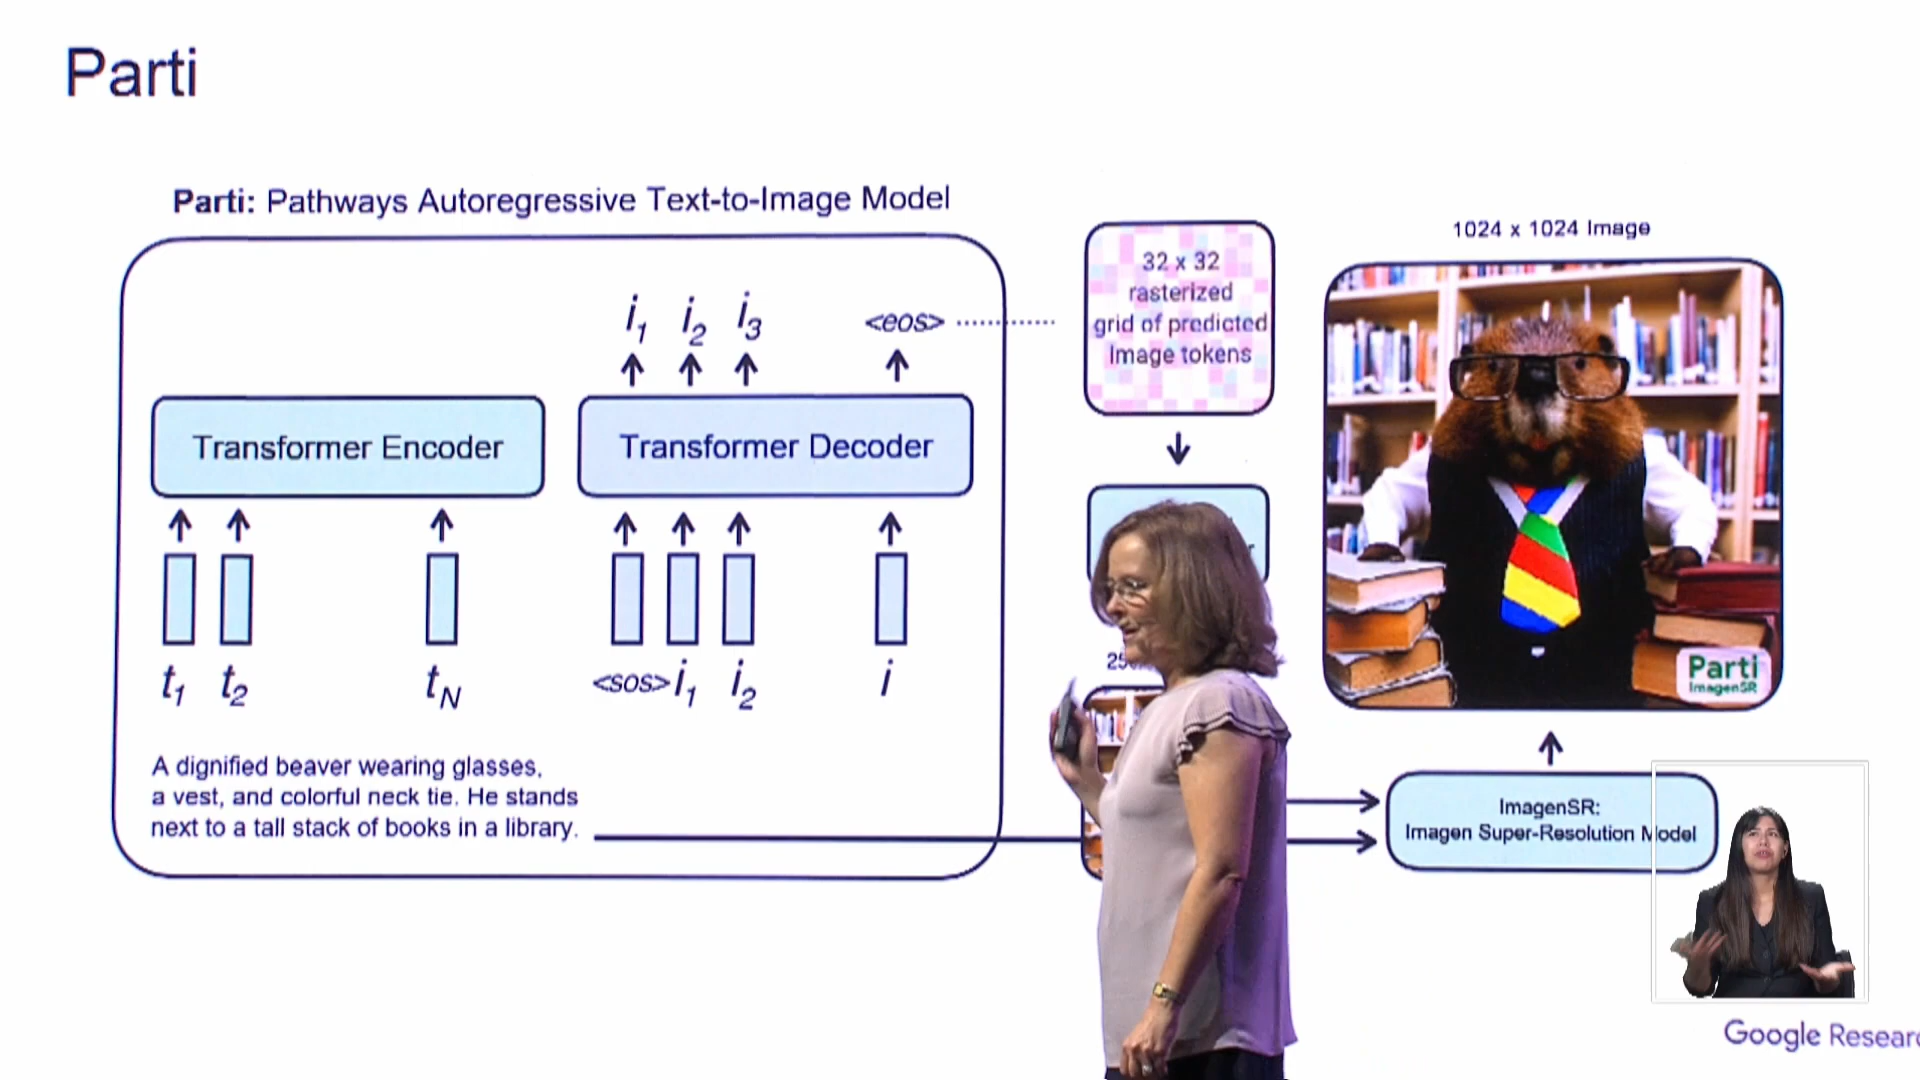 Parti
Parti: Pathways Autoregressive Text-to-Image Model
i1 i2 i3 <eos>
Transformer Encoder
Transformer Decoder
t1 t2 tN
<sos> i1 i2 i
A dignified beaver wearing glasses,
a vest, and colorful neck tie. He stands
next to a tall stack of books in a library.
32 x 32
rasterized
grid of predicted
Image tokens
1024 x 1024 Image
Parti
ImagenSR
ImagenSR:
Imagen Super-Resolution Model
Google Resear